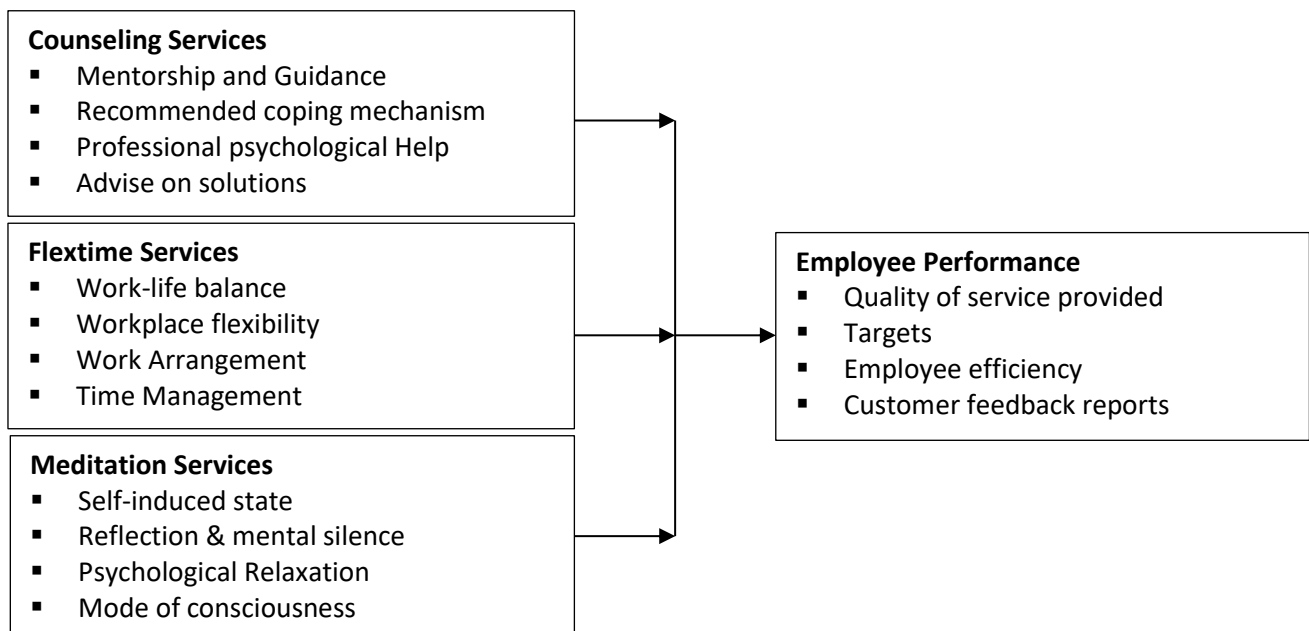 Counseling Services
▪ Mentorship and Guidance
▪ Recommended coping mechanism
▪ Professional psychological Help
▪ Advise on solutions
Flextime Services
▪ Work-life balance
▪ Workplace flexibility
▪ Work Arrangement
▪ Time Management
Meditation Services
▪ Self-induced state
▪ Reflection & mental silence
▪ Psychological Relaxation
▪ Mode of consciousness
Employee Performance
▪ Quality of service provided
▪ Targets
▪ Employee efficiency
▪ Customer feedback reports